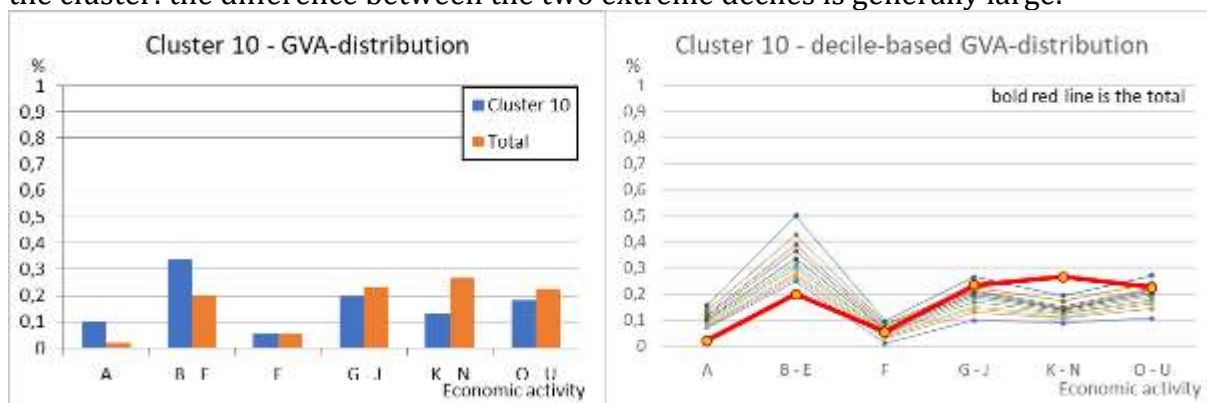 the cluster: the difference between the two extreme deciles is generally large.
Cluster 10 - GVA-distribution
%
1
0,9
0,8
0,7
0,6
0,5
0,4
0,3
0,2
0,1
0
Cluster 10
Total
A
B E
F
G - J
K N
O U
Economic activity
Cluster 10 - decile-based GVA-distribution
%
bold red line is the total
1
0,9
0,8
0,7
0,6
0,5
0,4
0,3
0,2
0,1
0
A
B - E
F
G - J
K - N
O - U
Economic activity